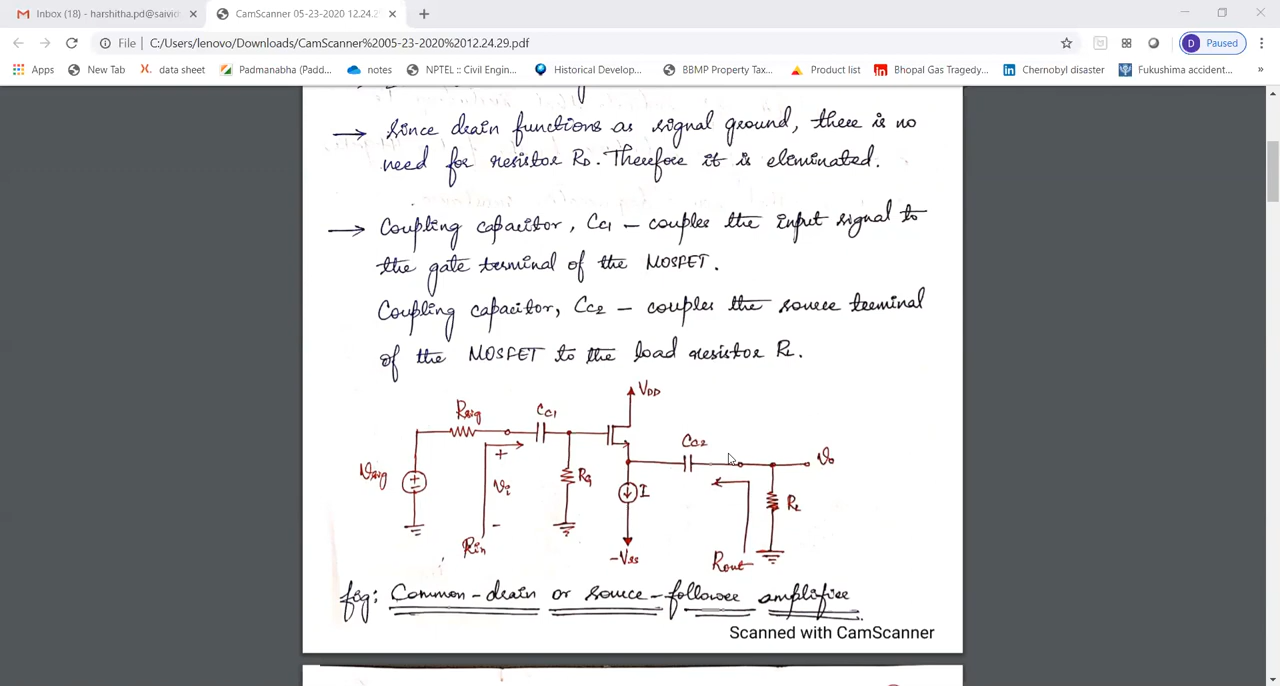 Inbox (18) - harshitha.pd@saivid
CamScanner 05-23-2020 12.24.2
File
C:/Users/lenovo/Downloads/CamScanner%2005-23-2020%2012.24.29.pdf
D Paused
Apps
New Tab
data sheet
Padmanabha (Padd...
notes
NPTEL :: Civil Engin...
Historical Develop...
BBMP Property Tax...
Product list
Bhopal Gas Tragedy...
Chernobyl disaster
Fukushima accident...
»
→ Since drain functions as signal ground, there is no
need for resistor RD. Therefore it is eliminated.
→ Coupling capacitor, CC1 – couples the input signal to
the gate terminal of the MOSFET.
Coupling capacitor, CC2 – couples the source terminal
of the MOSFET to the load resistor RL.
VDD
Rsig
CC1
CC2
Vo
Vsig
+
Vi
-
RG
I
RL
Rin
-VSS
Rout
fig: Common-drain or source-follower amplifier
Scanned with CamScanner